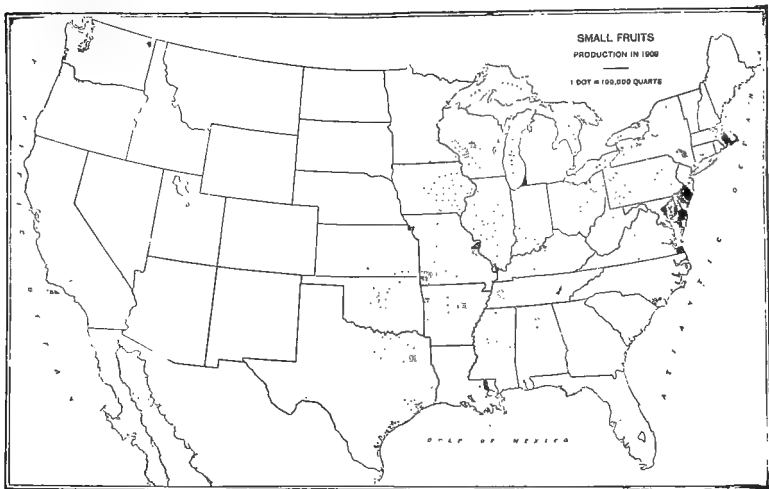 SMALL FRUITS
PRODUCTION IN 1909
1 DOT = 100,000 QUARTS
ATLANTIC OCEAN
GULF OF MEXICO